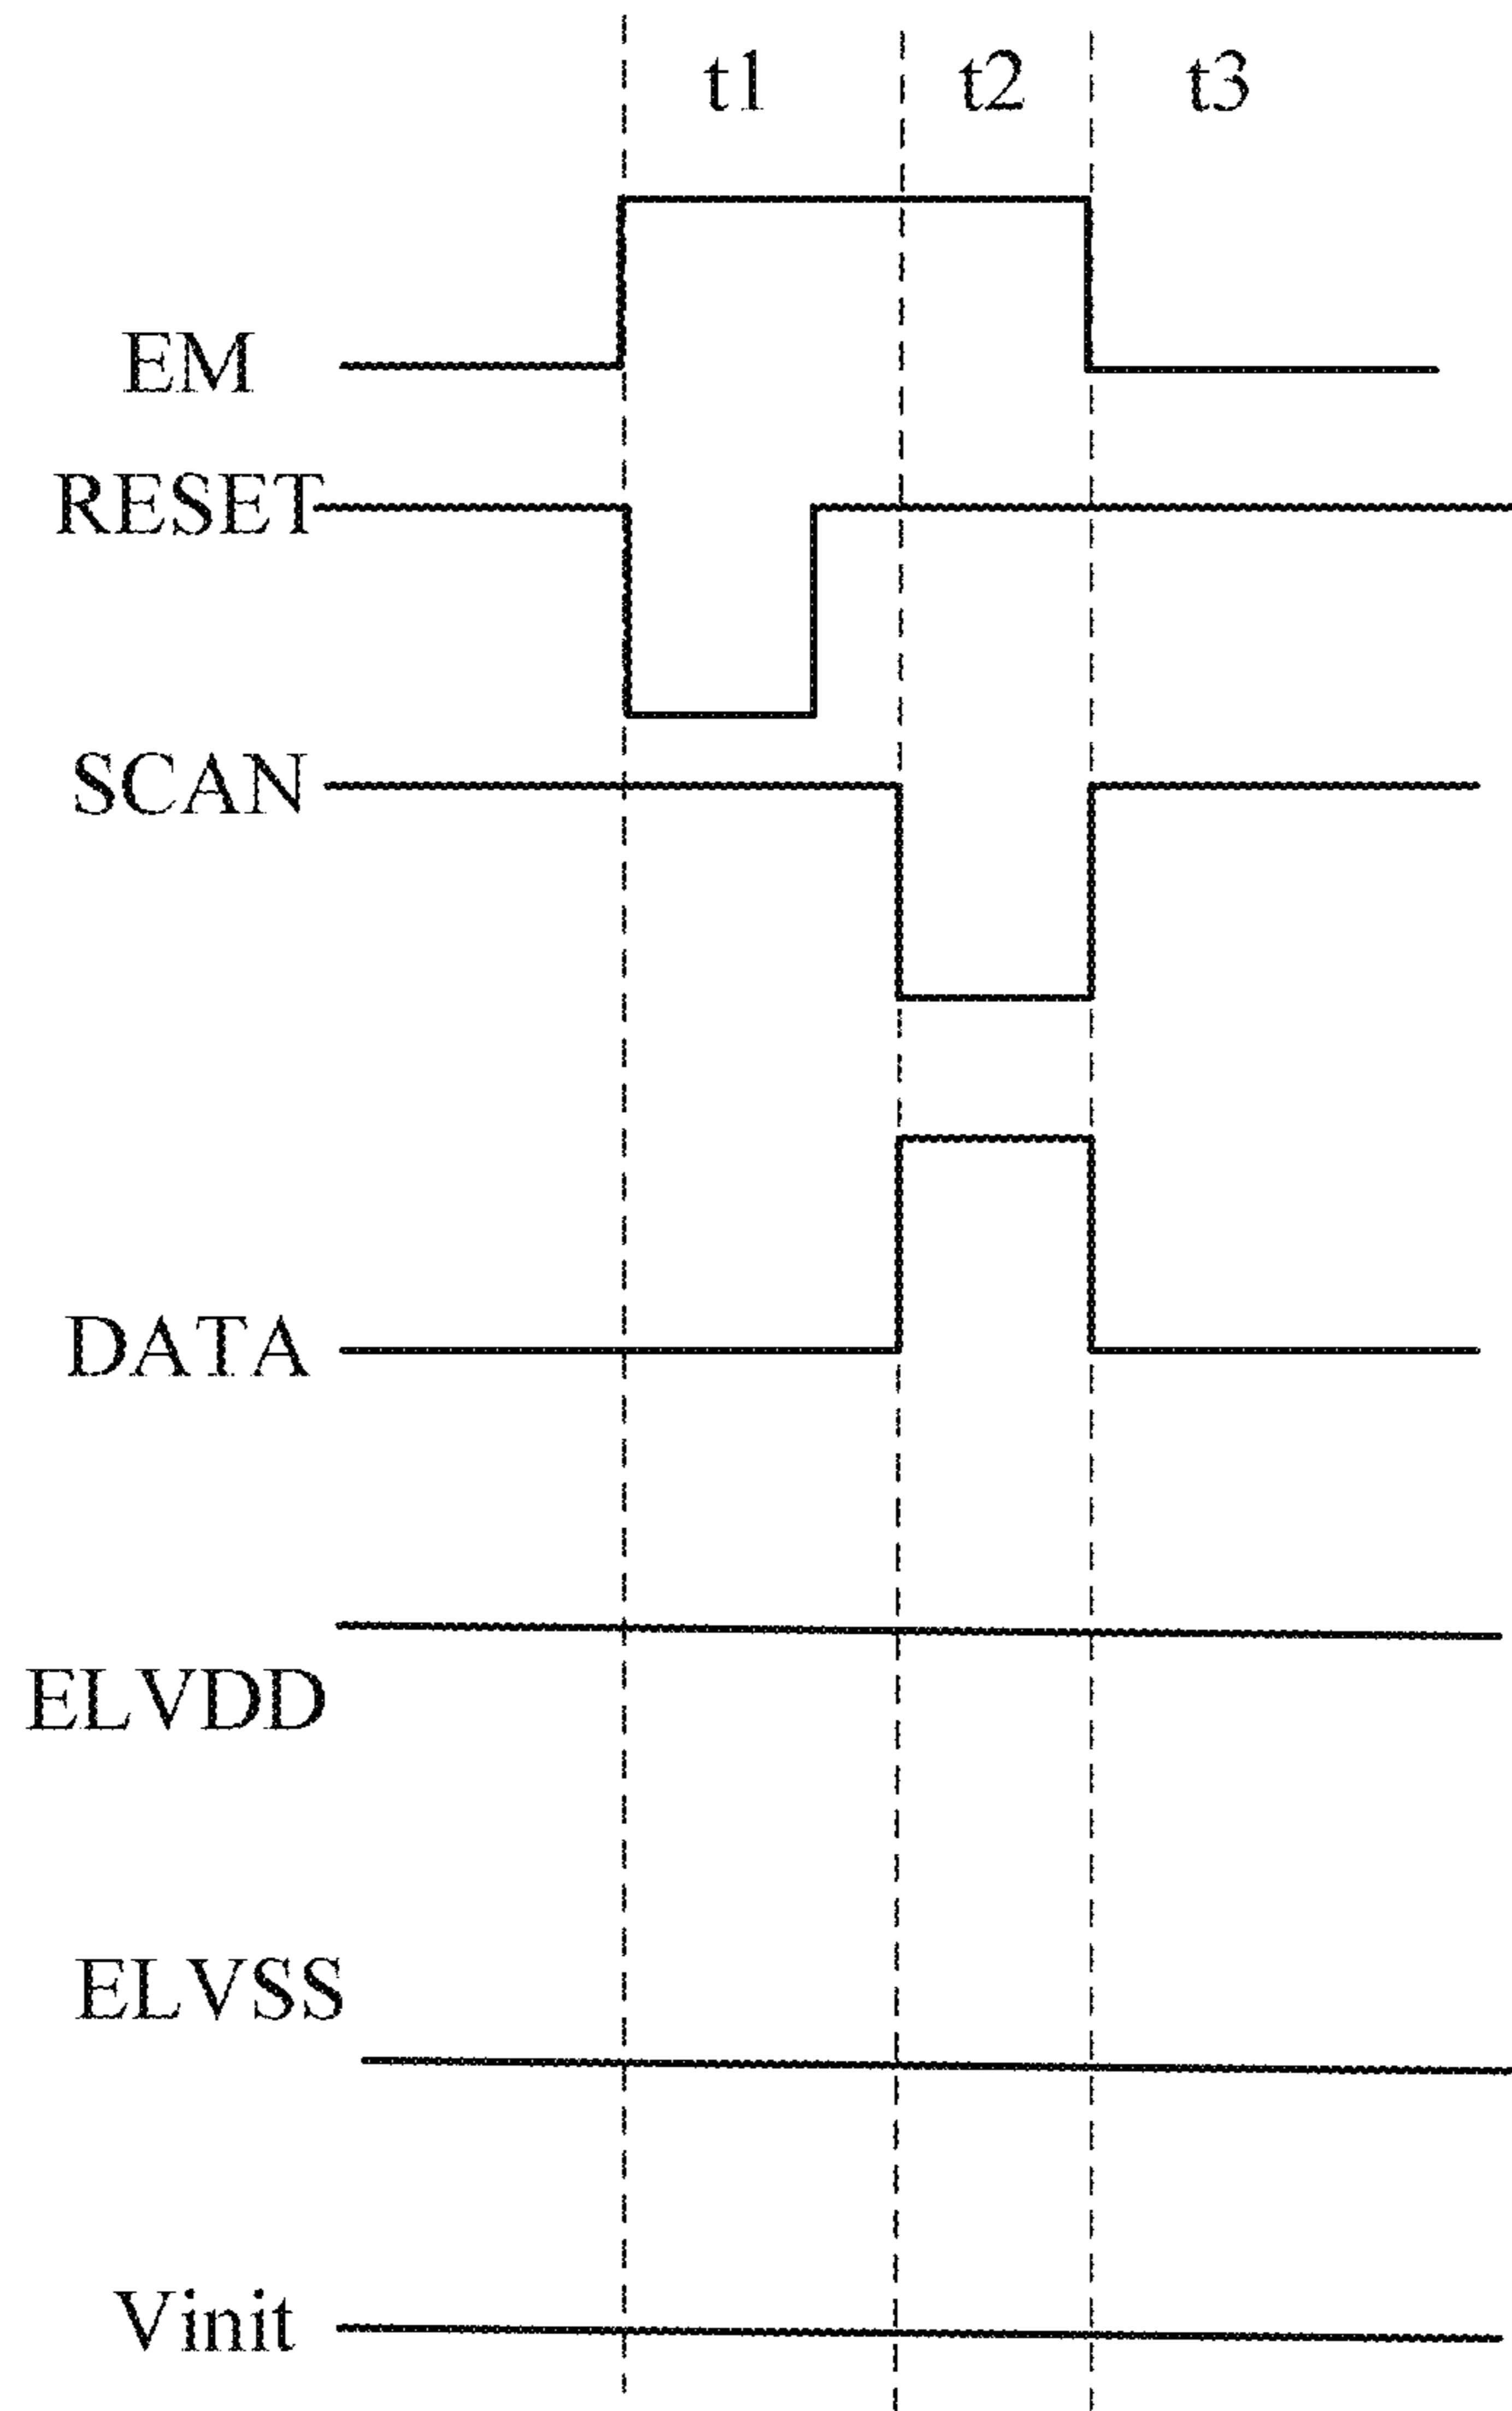 t1 t2 t3
EM
RESET
SCAN
DATA
ELVDD
ELVSS
Vinit